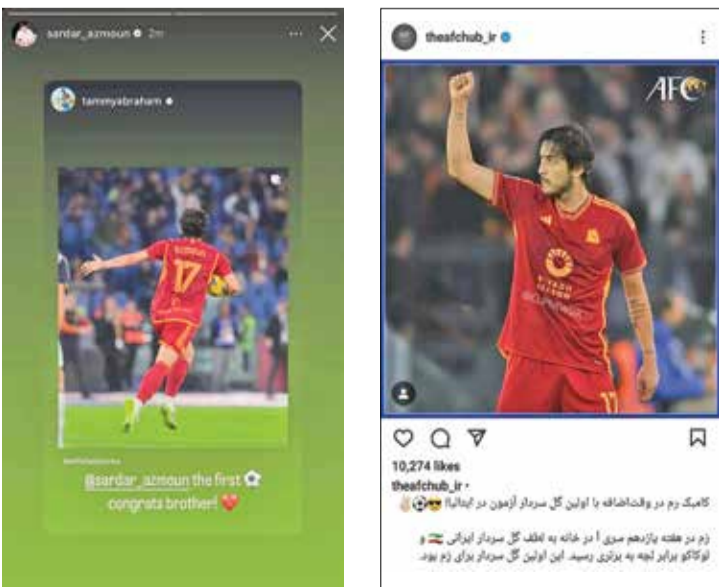 sardar_azmoun 2m
tammyabraham
17
@sardar_azmoun the first
congrats brother!
theafchub_ir
AFC
17
10,274 likes
theafchub_ir
کامبک رم در وقت‌اضافه با اولین گل سردار آزمون در ایتالیا!
رم در هفته یازدهم سری آ در خانه به لطف گل سردار ایرانی و
لوکاکو برابر لچه به برتری رسید. این اولین گل سردار برای رم بود.